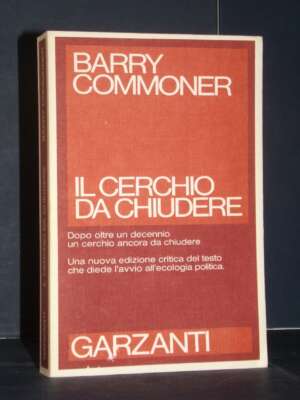 BARRY
COMMONER
IL CERCHIO
DA CHIUDERE
Dopo oltre un decennio
un cerchio ancora da chiudere
Una nuova edizione critica del testo
che diede l'avvio all'ecologia politica.
GARZANTI